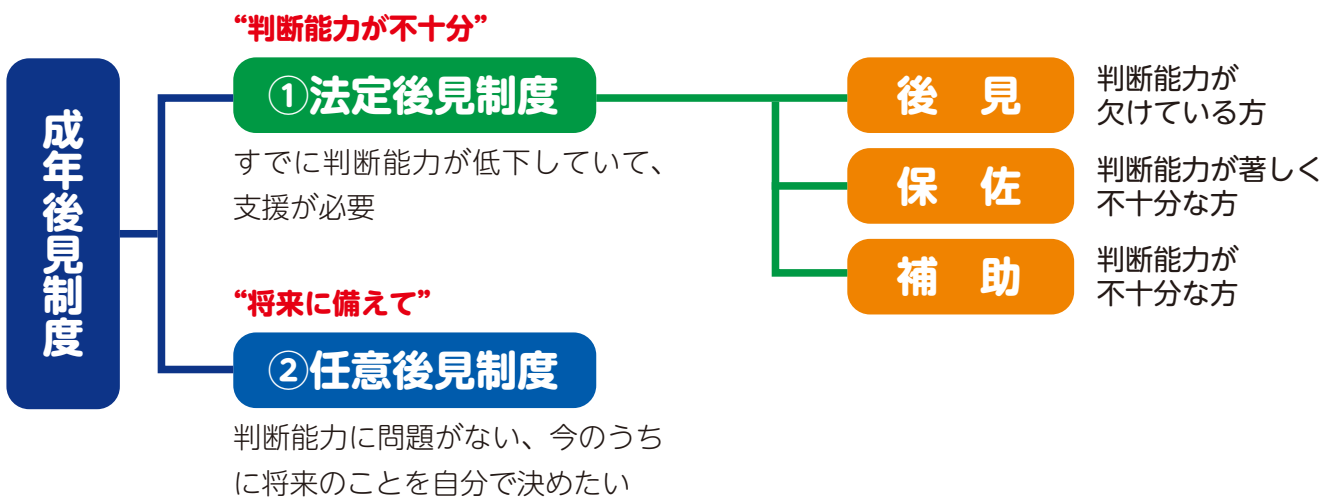 成年後見制度
“判断能力が不十分”
①法定後見制度
すでに判断能力が低下していて、
支援が必要
後　見
判断能力が
欠けている方
保　佐
判断能力が著しく
不十分な方
補　助
判断能力が
不十分な方
“将来に備えて”
②任意後見制度
判断能力に問題がない、今のうち
に将来のことを自分で決めたい